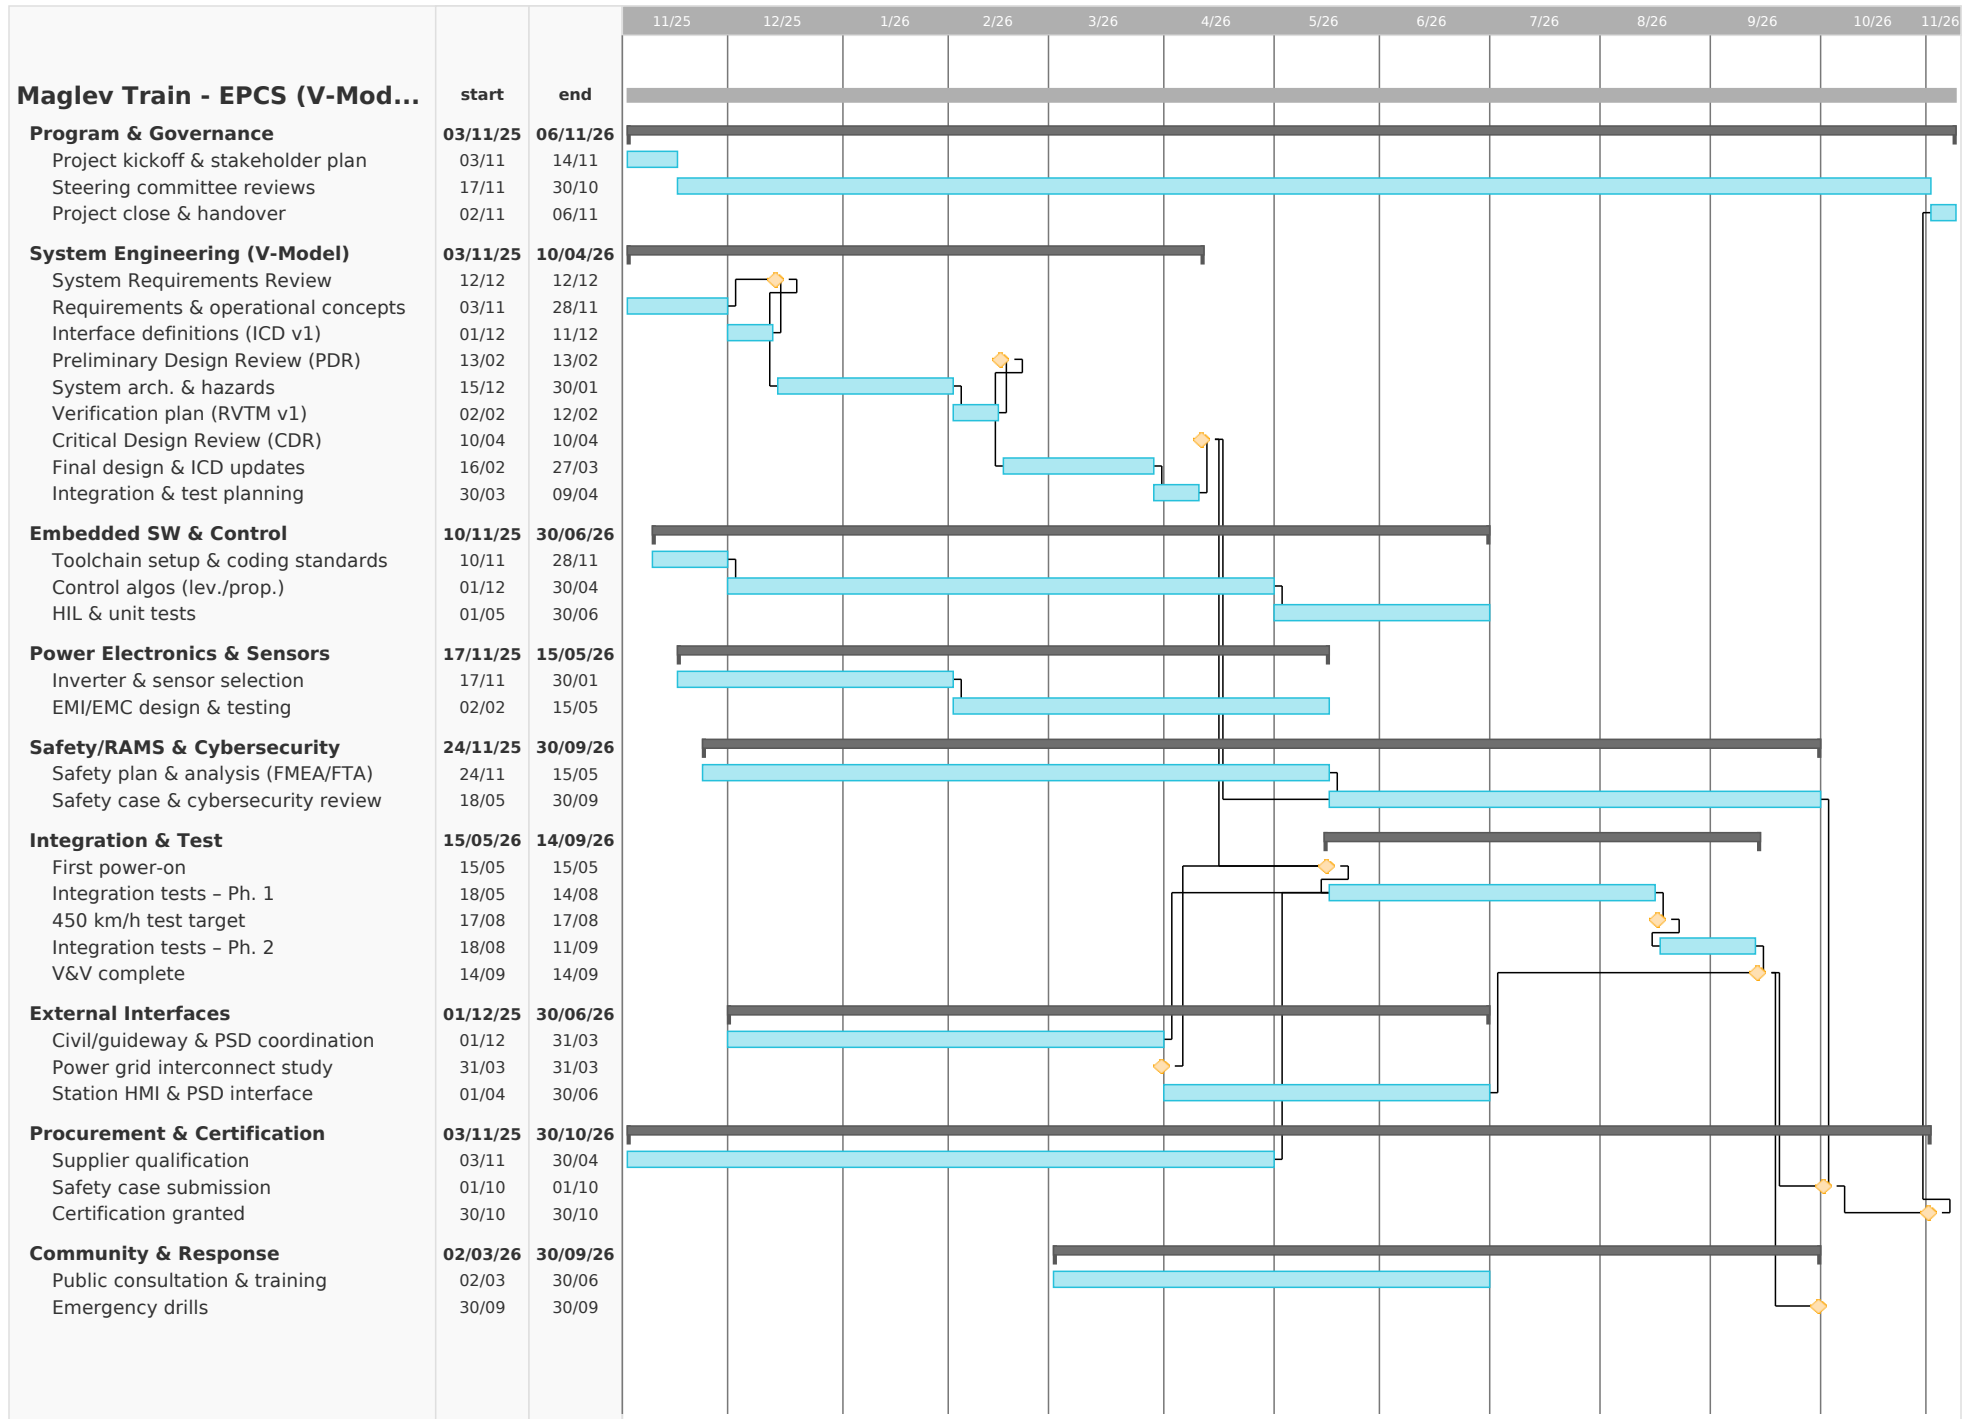 11/25 12/25 1/26 2/26 3/26 4/26 5/26 6/26 7/26 8/26 9/26 10/26 11/26
Maglev Train - EPCS (V-Mod... start end
Program & Governance 03/11/25 06/11/26
Project kickoff & stakeholder plan 03/11 14/11
Steering committee reviews 17/11 30/10
Project close & handover 02/11 06/11
System Engineering (V-Model) 03/11/25 10/04/26
System Requirements Review 12/12 12/12
Requirements & operational concepts 03/11 28/11
Interface definitions (ICD v1) 01/12 11/12
Preliminary Design Review (PDR) 13/02 13/02
System arch. & hazards 15/12 30/01
Verification plan (RVTM v1) 02/02 12/02
Critical Design Review (CDR) 10/04 10/04
Final design & ICD updates 16/02 27/03
Integration & test planning 30/03 09/04
Embedded SW & Control 10/11/25 30/06/26
Toolchain setup & coding standards 10/11 28/11
Control algos (lev./prop.) 01/12 30/04
HIL & unit tests 01/05 30/06
Power Electronics & Sensors 17/11/25 15/05/26
Inverter & sensor selection 17/11 30/01
EMI/EMC design & testing 02/02 15/05
Safety/RAMS & Cybersecurity 24/11/25 30/09/26
Safety plan & analysis (FMEA/FTA) 24/11 15/05
Safety case & cybersecurity review 18/05 30/09
Integration & Test 15/05/26 14/09/26
First power-on 15/05 15/05
Integration tests – Ph. 1 18/05 14/08
450 km/h test target 17/08 17/08
Integration tests – Ph. 2 18/08 11/09
V&V complete 14/09 14/09
External Interfaces 01/12/25 30/06/26
Civil/guideway & PSD coordination 01/12 31/03
Power grid interconnect study 31/03 31/03
Station HMI & PSD interface 01/04 30/06
Procurement & Certification 03/11/25 30/10/26
Supplier qualification 03/11 30/04
Safety case submission 01/10 01/10
Certification granted 30/10 30/10
Community & Response 02/03/26 30/09/26
Public consultation & training 02/03 30/06
Emergency drills 30/09 30/09